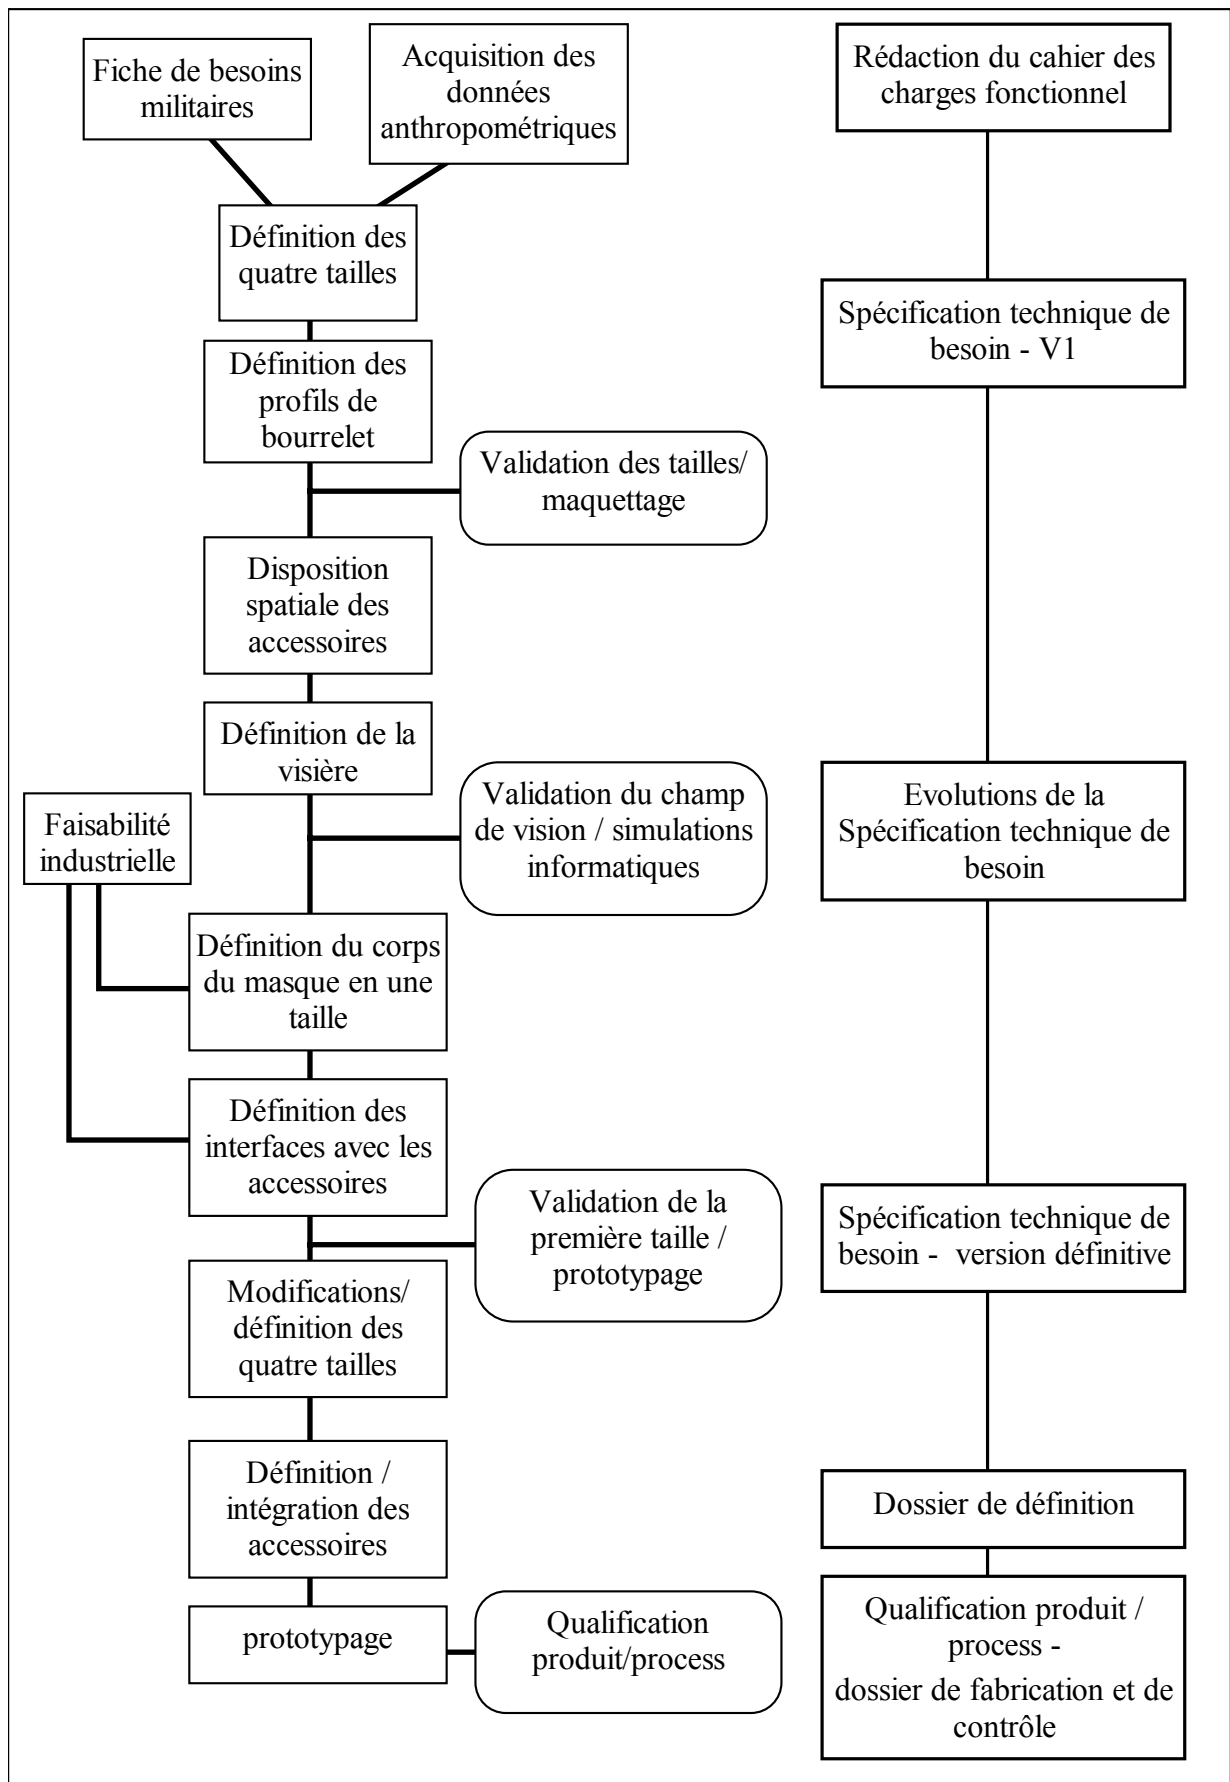 Fiche de besoins
militaires
Acquisition des
données
anthropométriques
Rédaction du cahier des
charges fonctionnel
Définition des
quatre tailles
Spécification technique de
besoin - V1
Définition des
profils de
bourrelet
Validation des tailles/
maquettage
Disposition
spatiale des
accessoires
Définition de la
visière
Validation du champ
de vision / simulations
informatiques
Evolutions de la
Spécification technique de
besoin
Faisabilité
industrielle
Définition du corps
du masque en une
taille
Définition des
interfaces avec les
accessoires
Validation de la
première taille /
prototypage
Spécification technique de
besoin -  version définitive
Modifications/
définition des
quatre tailles
Définition /
intégration des
accessoires
Dossier de définition
prototypage
Qualification
produit/process
Qualification produit /
process -
dossier de fabrication et de
contrôle